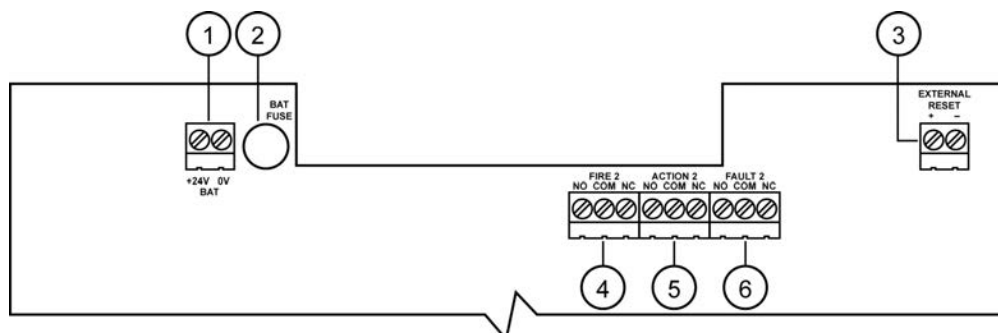 1 2 3
BAT
FUSE
EXTERNAL
RESET
+ −
+24V 0V
BAT
FIRE 2 ACTION 2 FAULT 2
NO COM NC NO COM NC NO COM NC
4 5 6